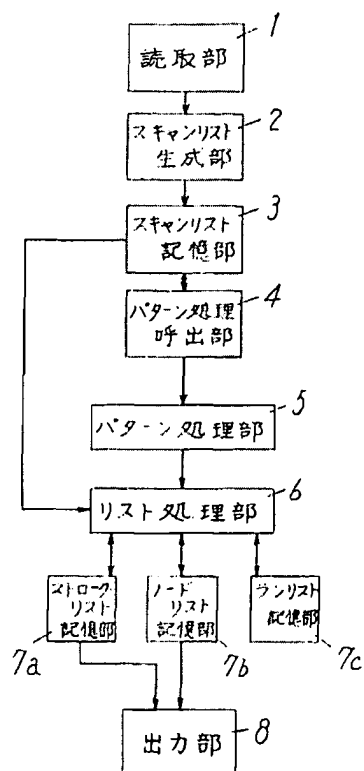 1
読取部
2
スキャンリスト
生成部
3
スキャンリスト
記憶部
4
パターン処理
呼出部
5
パターン処理部
6
リスト処理部
ストローク
リスト
記憶部
7a
ノード
リスト
記憶部
7b
ランリスト
記憶部
7c
8
出力部